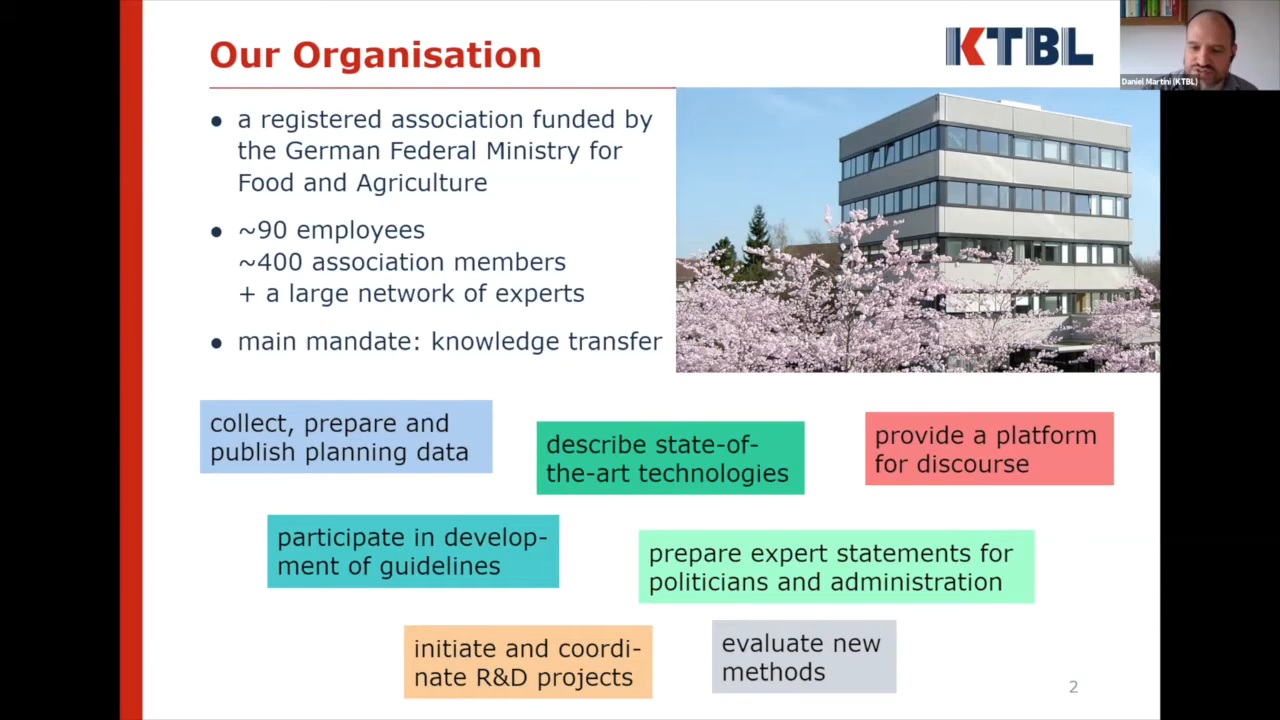 Our Organisation
KTBL
Daniel Martini (KTBL)
● a registered association funded by
the German Federal Ministry for
Food and Agriculture
● ~90 employees
~400 association members
+ a large network of experts
● main mandate: knowledge transfer
collect, prepare and
publish planning data
describe state-of-
the-art technologies
provide a platform
for discourse
participate in develop-
ment of guidelines
prepare expert statements for
politicians and administration
initiate and coordi-
nate R&D projects
evaluate new
methods
2